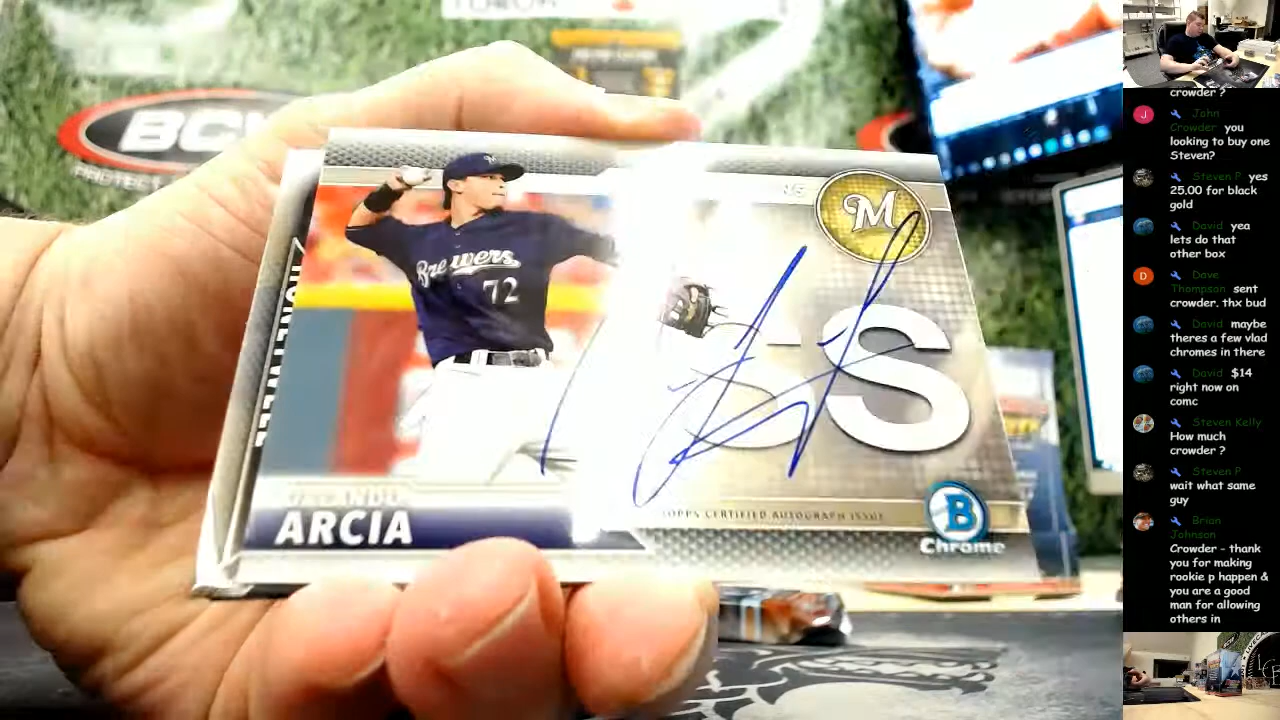 BCW
PROTECT
Brewers
72
ARCIA
M
SS
TOPPS CERTIFIED AUTOGRAPH ISSUE
B
Chrome
crowder ?
J
John
Crowder you
looking to buy one
Steven?
Steven P yes
25.00 for black
gold
David yea
lets do that
other box
D
Dave
Thompson sent
crowder. thx bud
David maybe
theres a few vlad
chromes in there
David $14
right now on
comc
Steven Kelly
How much
crowder ?
Steven P
wait what same
guy
Brian
Johnson
Crowder - thank
you for making
rookie p happen &
you are a good
man for allowing
others in